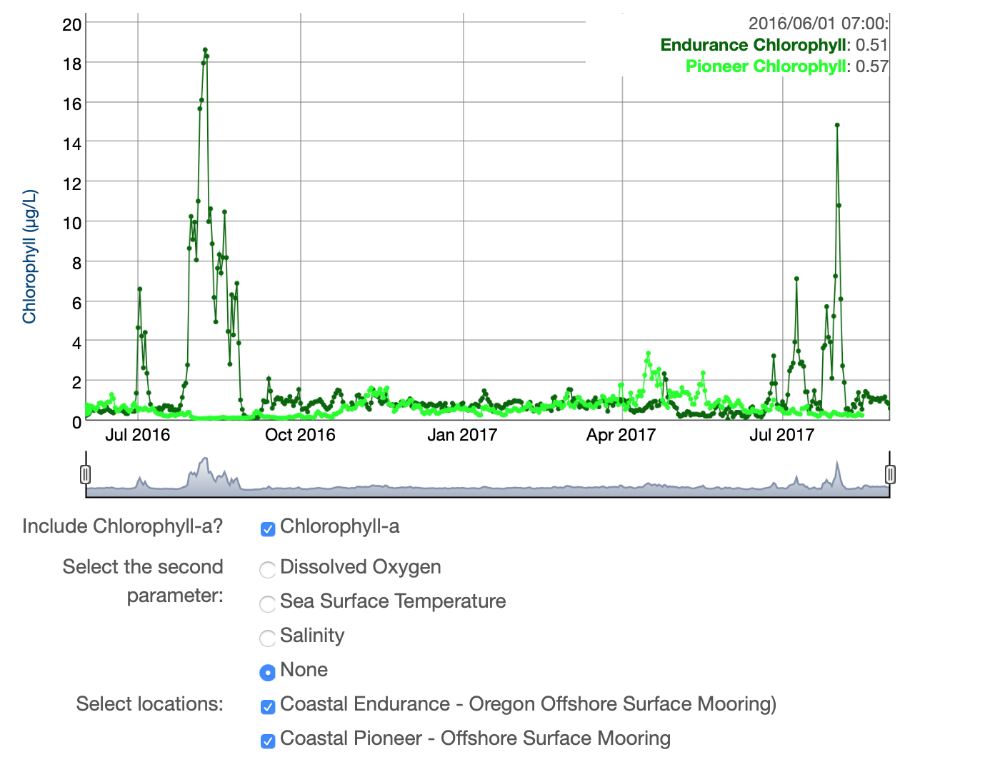 2016/06/01 07:00:
Endurance Chlorophyll: 0.51
Pioneer Chlorophyll: 0.57
Chlorophyll (µg/L)
20
18
16
14
12
10
8
6
4
2
0
Jul 2016 Oct 2016 Jan 2017 Apr 2017 Jul 2017
Include Chlorophyll-a? Chlorophyll-a
Select the second parameter:
Dissolved Oxygen
Sea Surface Temperature
Salinity
None
Select locations: Coastal Endurance - Oregon Offshore Surface Mooring)
Coastal Pioneer - Offshore Surface Mooring